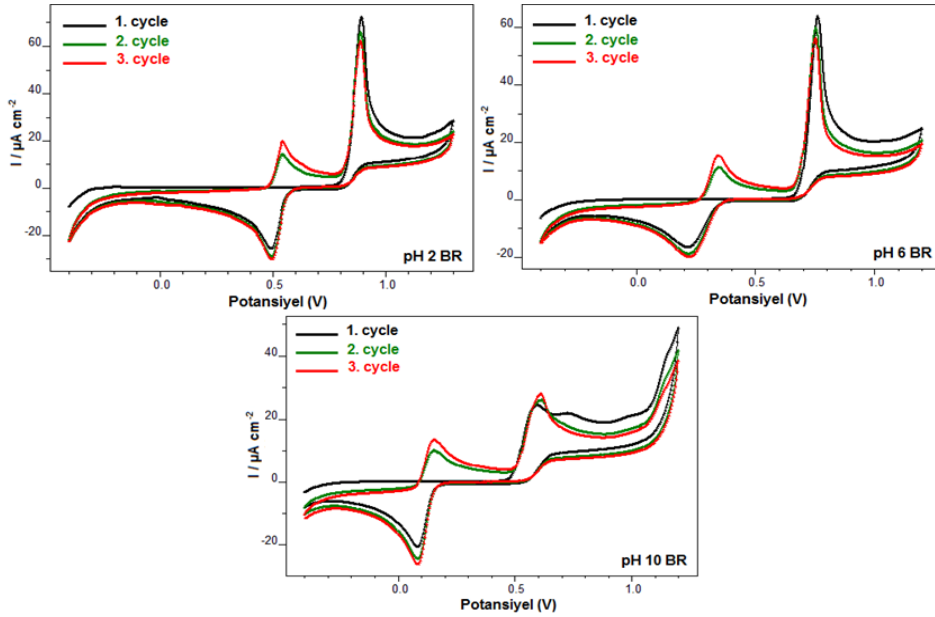 1. cycle
2. cycle
3. cycle
I / µA cm-2
60
40
20
0
-20
pH 2 BR
0.0
0.5
1.0
Potansiyel (V)
1. cycle
2. cycle
3. cycle
I / µA cm-2
60
40
20
0
-20
pH 6 BR
0.0
0.5
1.0
Potansiyel (V)
1. cycle
2. cycle
3. cycle
I / µA cm-2
40
20
0
-20
pH 10 BR
0.0
0.5
1.0
Potansiyel (V)